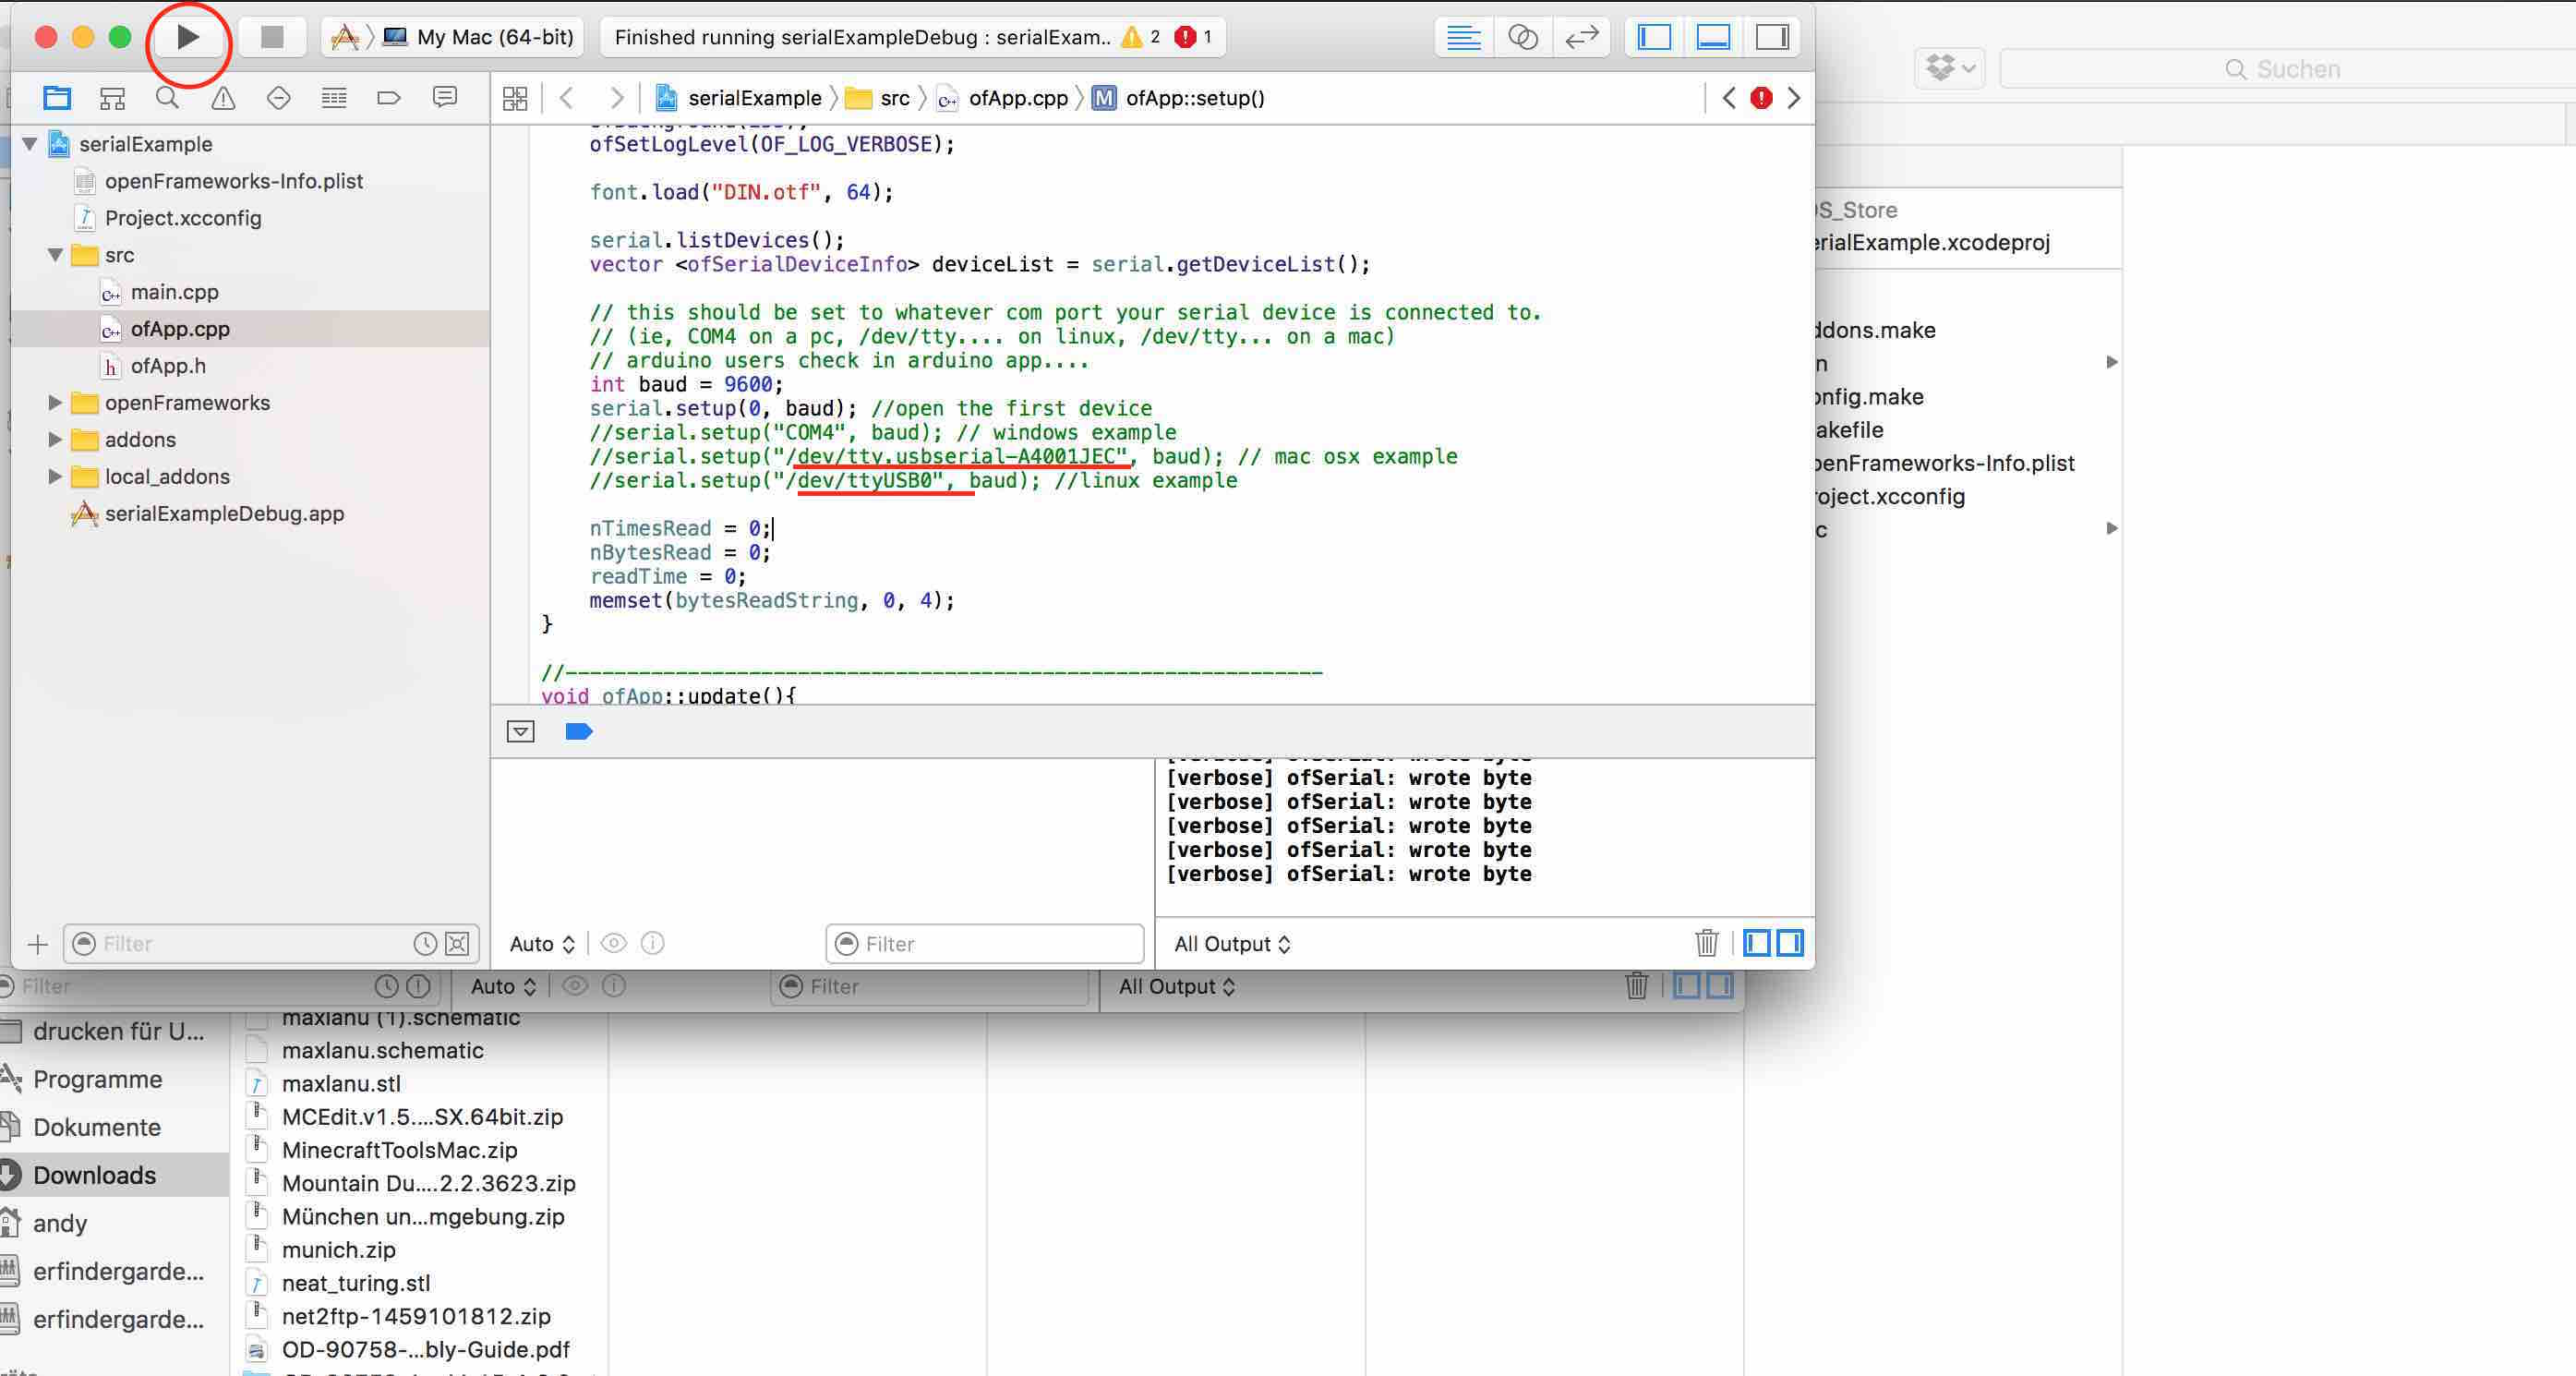 My Mac (64-bit)
Finished running serialExampleDebug : serialExam.. 2 1
Suchen
serialExample
src
ofApp.cpp
M ofApp::setup()
serialExample
openFrameworks-Info.plist
Project.xcconfig
src
main.cpp
ofApp.cpp
ofApp.h
openFrameworks
addons
local_addons
serialExampleDebug.app
ofSetLogLevel(OF_LOG_VERBOSE);
font.load("DIN.otf", 64);
serial.listDevices();
vector <ofSerialDeviceInfo> deviceList = serial.getDeviceList();
// this should be set to whatever com port your serial device is connected to.
// (ie, COM4 on a pc, /dev/tty.... on linux, /dev/tty... on a mac)
// arduino users check in arduino app....
int baud = 9600;
serial.setup(0, baud); //open the first device
//serial.setup("COM4", baud); // windows example
//serial.setup("/dev/tty.usbserial-A4001JEC", baud); // mac osx example
//serial.setup("/dev/ttyUSB0", baud); //linux example
nTimesRead = 0;
nBytesRead = 0;
readTime = 0;
memset(bytesReadString, 0, 4);
}
//--------------------------------------------------------------
void ofApp::update(){
[verbose] ofSerial: wrote byte
[verbose] ofSerial: wrote byte
[verbose] ofSerial: wrote byte
[verbose] ofSerial: wrote byte
[verbose] ofSerial: wrote byte
Filter
Auto
Filter
All Output
S_Store
rialExample.xcodeproj
ddons.make
n
onfig.make
akefile
enFrameworks-Info.plist
roject.xcconfig
c
Filter
Auto
Filter
All Output
drucken für U...
Programme
Dokumente
Downloads
andy
erfindergarde...
erfindergarde...
maxlanu (1).schematic
maxlanu.schematic
maxlanu.stl
MCEdit.v1.5....SX.64bit.zip
MinecraftToolsMac.zip
Mountain Du....2.2.3623.zip
München un...mgebung.zip
munich.zip
neat_turing.stl
net2ftp-1459101812.zip
OD-90758-...bly-Guide.pdf